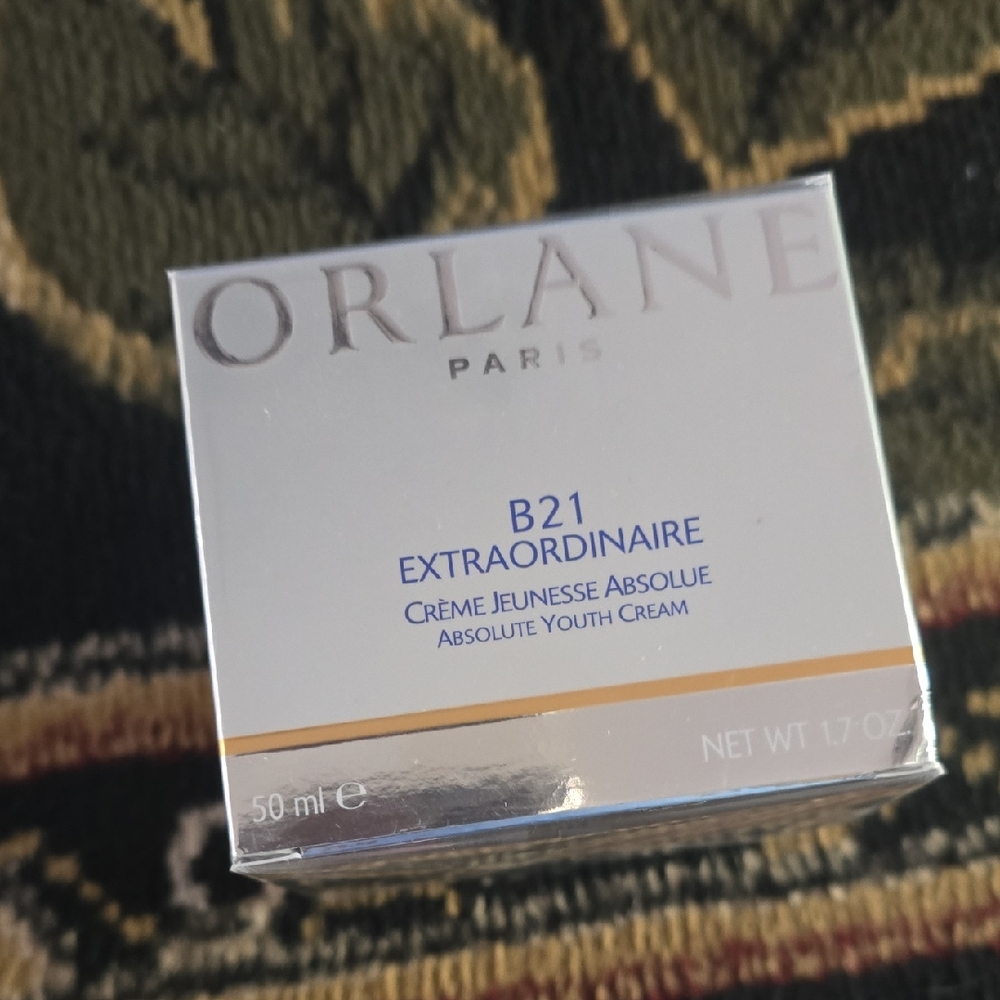 ORLANE
PARIS
B21
EXTRAORDINAIRE
CRÈME JEUNESSE ABSOLUE
ABSOLUTE YOUTH CREAM
NET WT 1.7 OZ
50 ml ℮